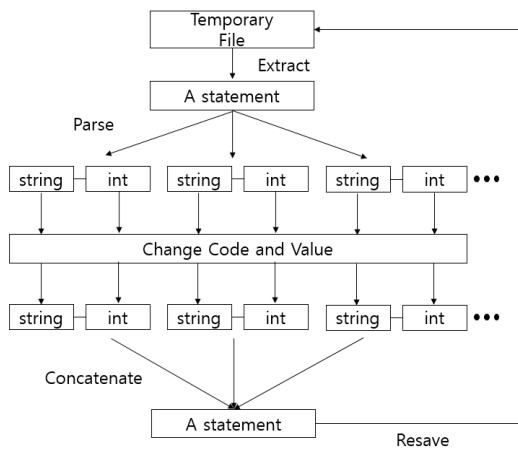 Temporary
File
Extract
A statement
Parse
string int string int string int •••
Change Code and Value
string int string int string int •••
Concatenate
A statement
Resave